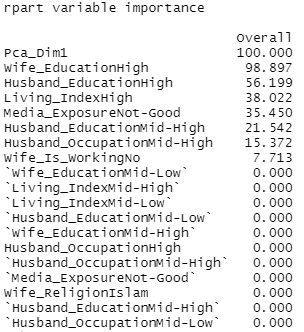 rpart variable importance
Overall
Pca_Dim1 100.000
Wife_EducationHigh 98.897
Husband_EducationHigh 56.199
Living_IndexHigh 38.022
Media_ExposureNot-Good 35.450
Husband_EducationMid-High 21.542
Husband_OccupationMid-High 15.372
Wife_Is_WorkingNo 7.713
`Wife_EducationMid-Low` 0.000
`Living_IndexMid-High` 0.000
`Living_IndexMid-Low` 0.000
`Husband_EducationMid-Low` 0.000
`Wife_EducationMid-High` 0.000
Husband_OccupationHigh 0.000
`Husband_OccupationMid-High` 0.000
`Media_ExposureNot-Good` 0.000
Wife_ReligionIslam 0.000
`Husband_EducationMid-High` 0.000
`Husband_OccupationMid-Low` 0.000